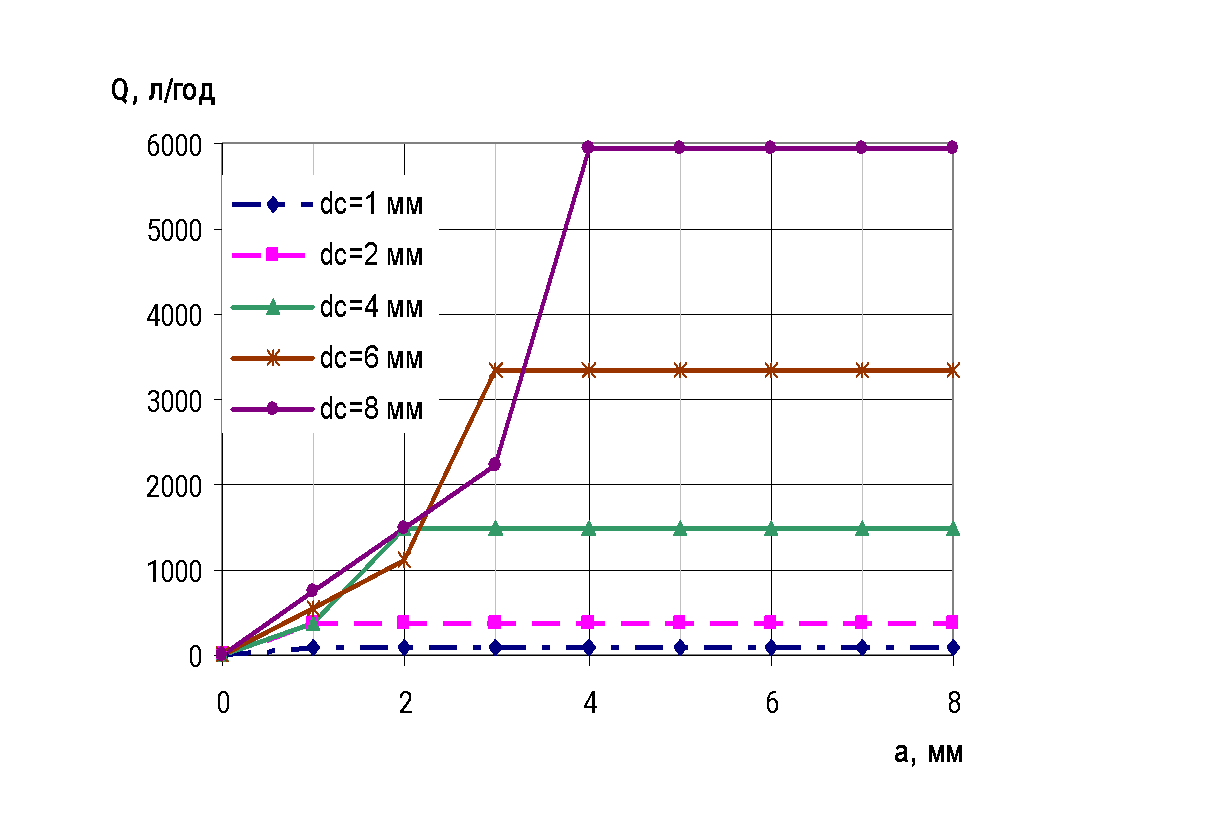 Q, л/год
6000
5000
4000
3000
2000
1000
0
dc=1 мм
dc=2 мм
dc=4 мм
dc=6 мм
dc=8 мм
0 2 4 6 8
а, мм